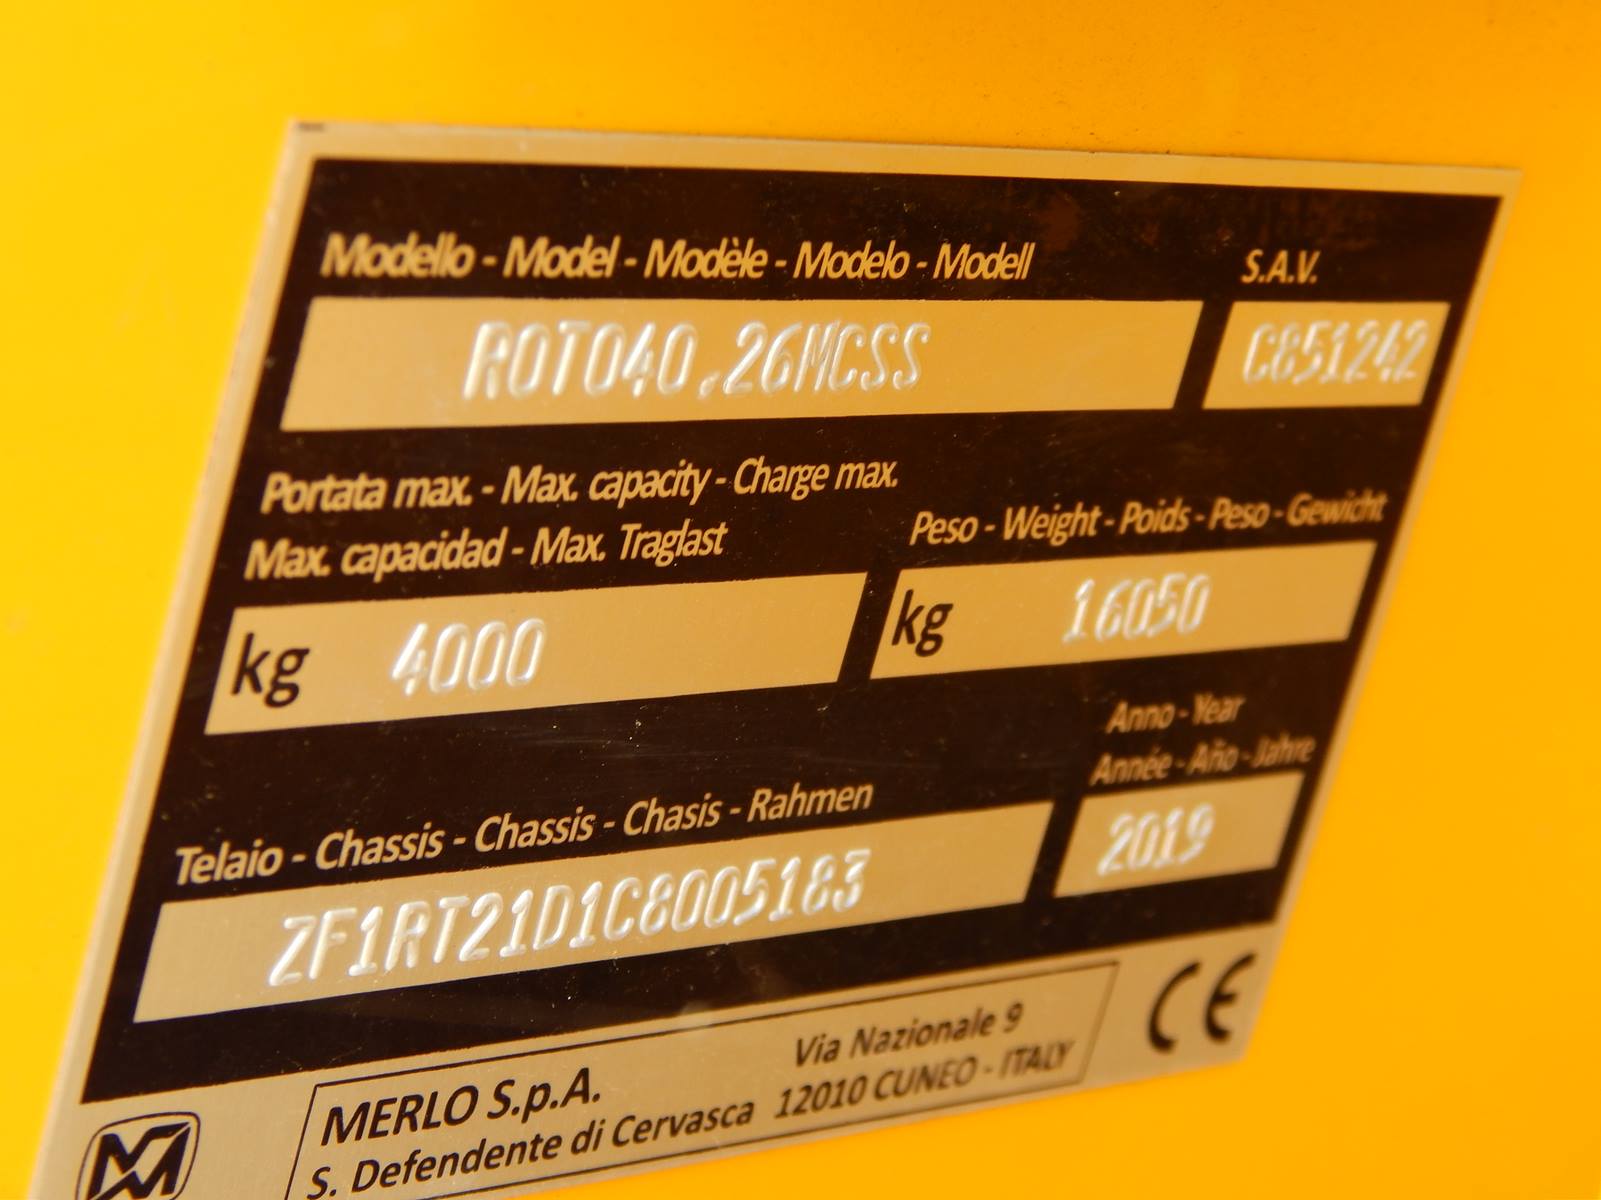 Modello - Model - Modèle - Modelo - Modell
S.A.V.
ROTO40.26MCSS
C851242
Portata max. - Max. capacity - Charge max.
Max. capacidad - Max. Traglast
Peso - Weight - Poids - Peso - Gewicht
kg 4000
kg 16050
Anno - Year
Année - Año - Jahre
Telaio - Chassis - Chassis - Chasis - Rahmen
2019
ZF1RT21D1C8005183
MERLO S.p.A.
Via Nazionale 9
S. Defendente di Cervasca 12010 CUNEO - ITALY
CE